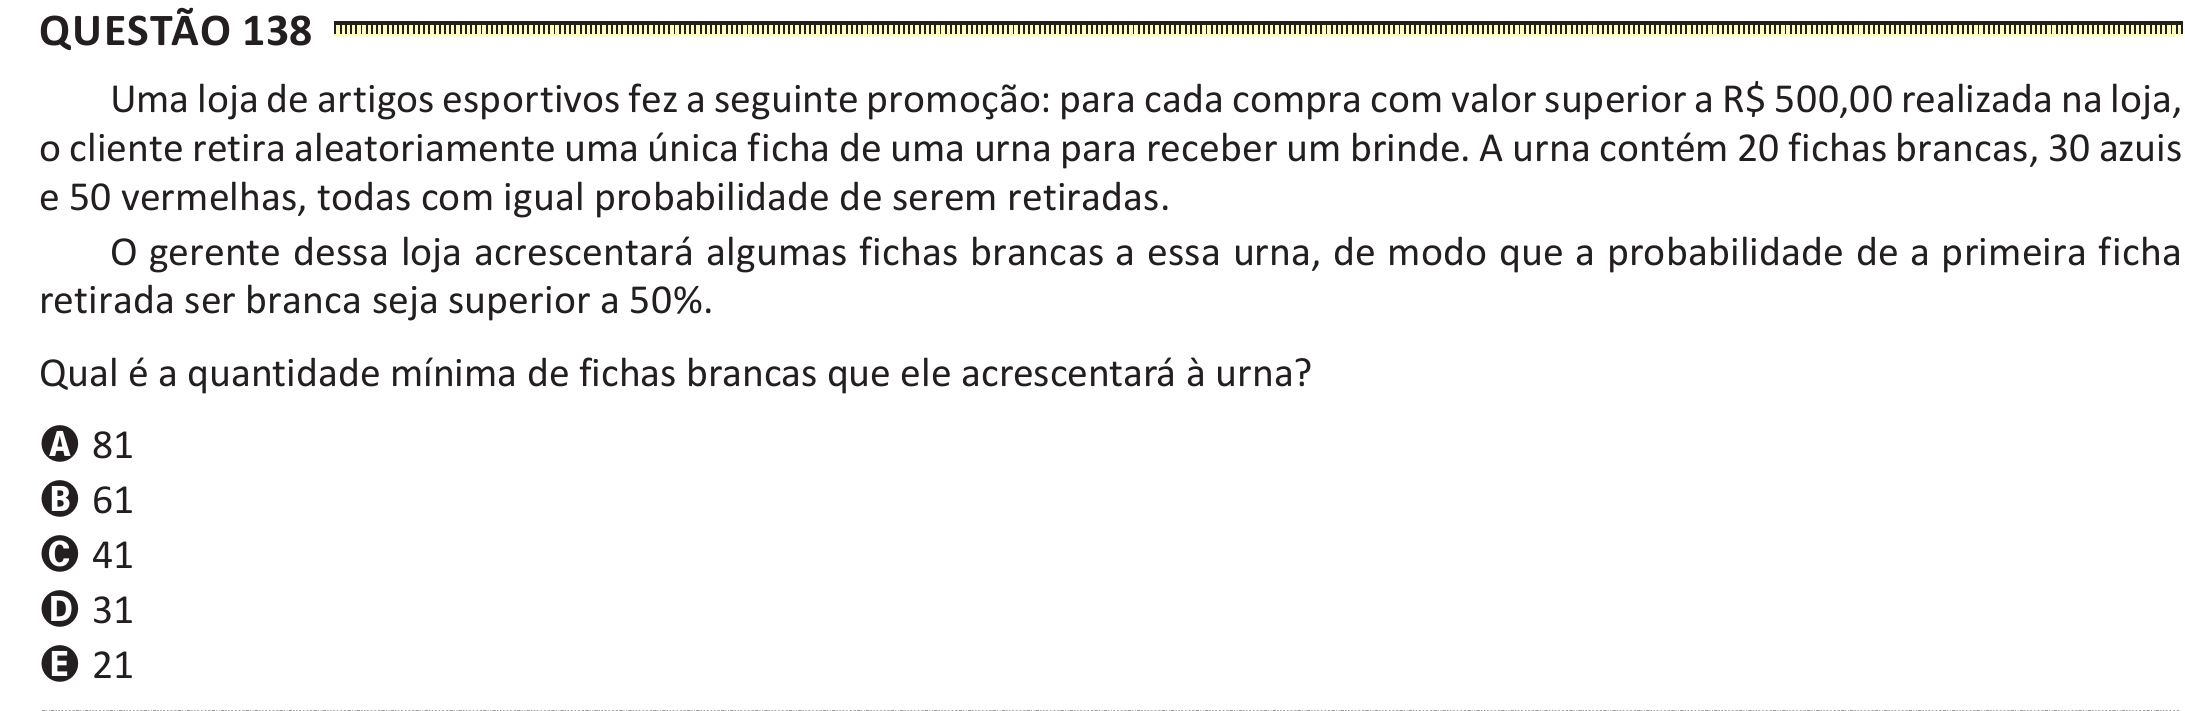 QUESTÃO 138
Uma loja de artigos esportivos fez a seguinte promoção: para cada compra com valor superior a R$ 500,00 realizada na loja,
o cliente retira aleatoriamente uma única ficha de uma urna para receber um brinde. A urna contém 20 fichas brancas, 30 azuis
e 50 vermelhas, todas com igual probabilidade de serem retiradas.
O gerente dessa loja acrescentará algumas fichas brancas a essa urna, de modo que a probabilidade de a primeira ficha
retirada ser branca seja superior a 50%.
Qual é a quantidade mínima de fichas brancas que ele acrescentará à urna?
A 81
B 61
C 41
D 31
E 21